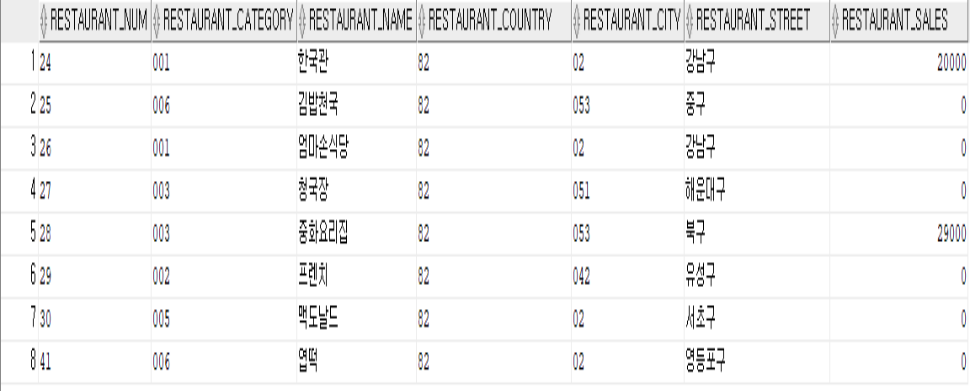 RESTAURANT_NUM RESTAURANT_CATEGORY RESTAURANT_NAME RESTAURANT_COUNTRY RESTAURANT_CITY RESTAURANT_STREET RESTAURANT_SALES
1 24 001 한국관 82 02 강남구 20000
2 25 006 김밥천국 82 053 중구 0
3 26 001 엄마손식당 82 02 강남구 0
4 27 003 청국장 82 051 해운대구 0
5 28 003 중화요리집 82 053 북구 29000
6 29 002 프렌치 82 042 유성구 0
7 30 005 맥도날드 82 02 서초구 0
8 41 006 엽떡 82 02 영등포구 0